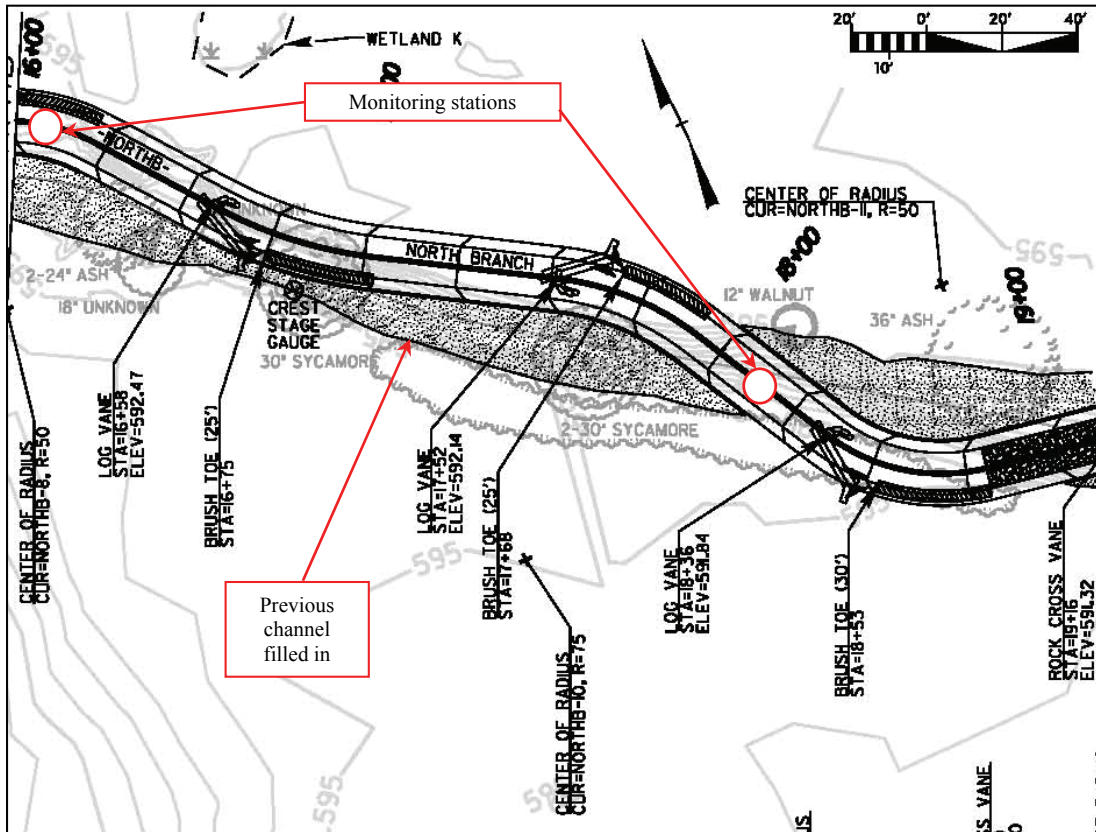 20' 0' 20' 40'
10'
WETLAND K
16+00
+00
Monitoring stations
-NORTHB-
UNKNOWN
CENTER OF RADIUS
CUR=NORTHB-11, R=50
NORTH BRANCH
18+00
595
595
19+00
2-24" ASH
18" UNKNOWN
12" WALNUT
36" ASH
CREST
STAGE
GAUGE
30" SYCAMORE
2-30" SYCAMORE
LOG VANE
STA=16+58
ELEV=592.47
BRUSH TOE (25')
STA=16+75
LOG VANE
STA=17+52
ELEV=592.14
BRUSH TOE (25')
STA=17+68
CENTER OF RADIUS
CUR=NORTHB-8, R=50
595
595
LOG VANE
STA=18+36
ELEV=591.84
BRUSH TOE (30')
STA=18+53
ROCK CROSS VANE
STA=19+16
ELEV=591.32
Previous
channel
filled in
CENTER OF RADIUS
CUR=NORTHB-10, R=75
595